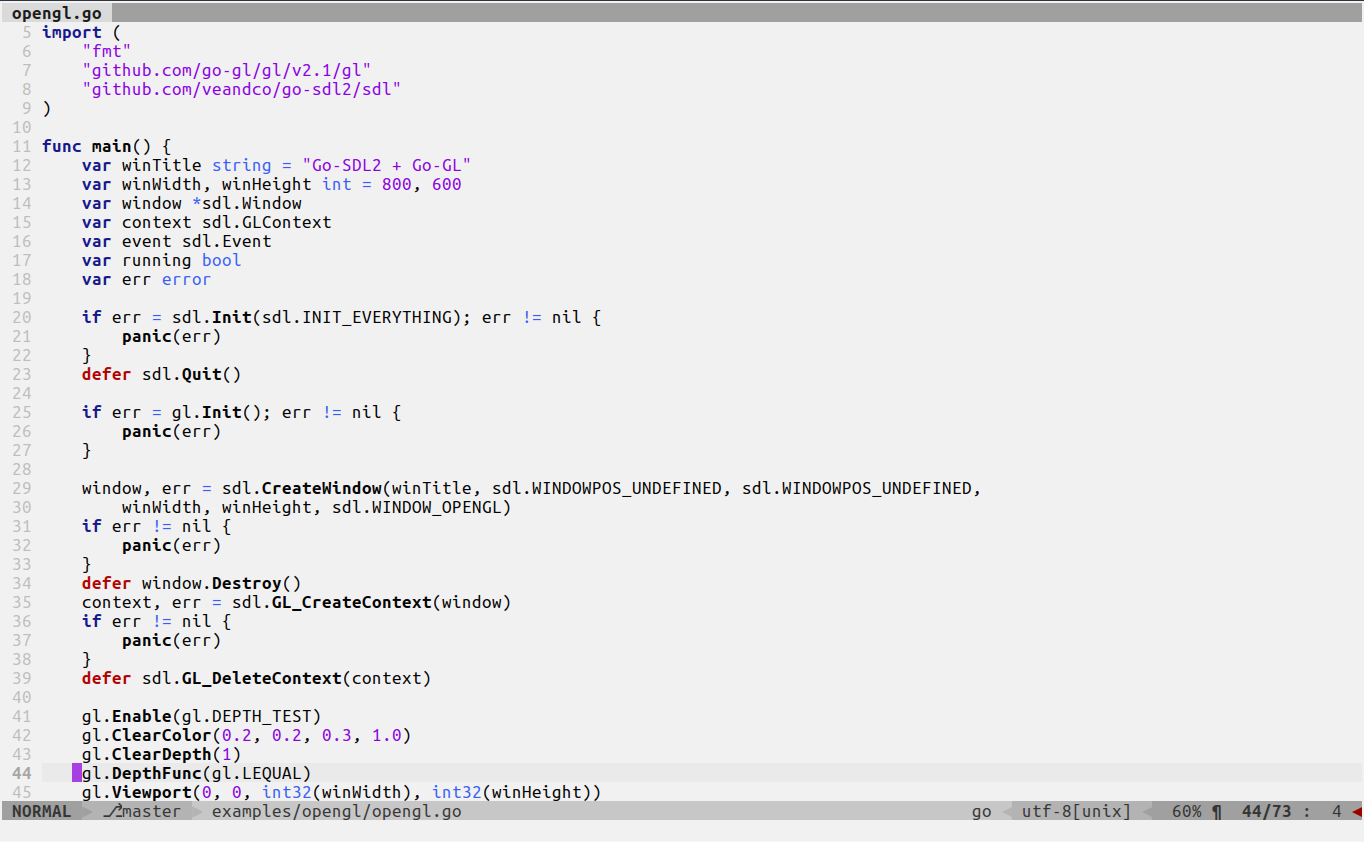 opengl.go
5 import (
6     "fmt"
7     "github.com/go-gl/gl/v2.1/gl"
8     "github.com/veandco/go-sdl2/sdl"
9 )
10
11 func main() {
12     var winTitle string = "Go-SDL2 + Go-GL"
13     var winWidth, winHeight int = 800, 600
14     var window *sdl.Window
15     var context sdl.GLContext
16     var event sdl.Event
17     var running bool
18     var err error
19
20     if err = sdl.Init(sdl.INIT_EVERYTHING); err != nil {
21         panic(err)
22     }
23     defer sdl.Quit()
24
25     if err = gl.Init(); err != nil {
26         panic(err)
27     }
28
29     window, err = sdl.CreateWindow(winTitle, sdl.WINDOWPOS_UNDEFINED, sdl.WINDOWPOS_UNDEFINED,
30         winWidth, winHeight, sdl.WINDOW_OPENGL)
31     if err != nil {
32         panic(err)
33     }
34     defer window.Destroy()
35     context, err = sdl.GL_CreateContext(window)
36     if err != nil {
37         panic(err)
38     }
39     defer sdl.GL_DeleteContext(context)
40
41     gl.Enable(gl.DEPTH_TEST)
42     gl.ClearColor(0.2, 0.2, 0.3, 1.0)
43     gl.ClearDepth(1)
44     gl.DepthFunc(gl.LEQUAL)
45     gl.Viewport(0, 0, int32(winWidth), int32(winHeight))
NORMAL ⎇master examples/opengl/opengl.go go utf-8[unix] 60% ¶ 44/73 : 4